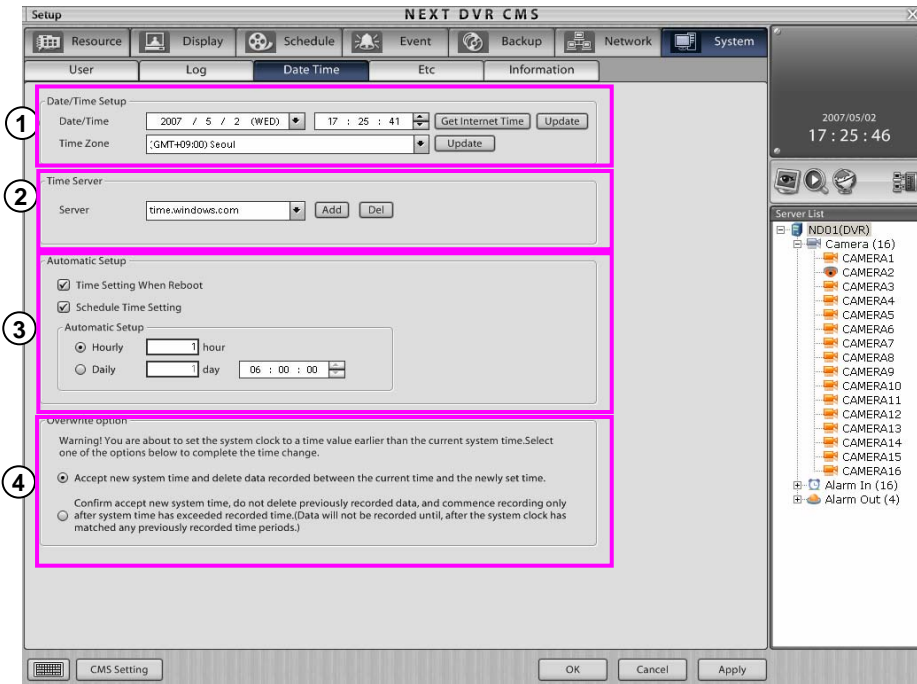 Setup NEXT DVR CMS
Resource Display Schedule Event Backup Network System
User Log Date Time Etc Information
1
Date/Time Setup
Date/Time 2007 / 5 / 2 (WED) 17 : 25 : 41 Get Internet Time Update
Time Zone (GMT+09:00) Seoul Update
2
Time Server
Server time.windows.com Add Del
3
Automatic Setup
Time Setting When Reboot
Schedule Time Setting
Automatic Setup
Hourly 1 hour
Daily 1 day 06 : 00 : 00
4
Overwrite option
Warning! You are about to set the system clock to a time value earlier than the current system time.Select
one of the options below to complete the time change.
Accept new system time and delete data recorded between the current time and the newly set time.
Confirm accept new system time, do not delete previously recorded data, and commence recording only
after system time has exceeded recorded time.(Data will not be recorded until, after the system clock has
matched any previously recorded time periods.)
CMS Setting OK Cancel Apply
2007/05/02
17 : 25 : 46
Server List
ND01(DVR)
Camera (16)
CAMERA1
CAMERA2
CAMERA3
CAMERA4
CAMERA5
CAMERA6
CAMERA7
CAMERA8
CAMERA9
CAMERA10
CAMERA11
CAMERA12
CAMERA13
CAMERA14
CAMERA15
CAMERA16
Alarm In (16)
Alarm Out (4)